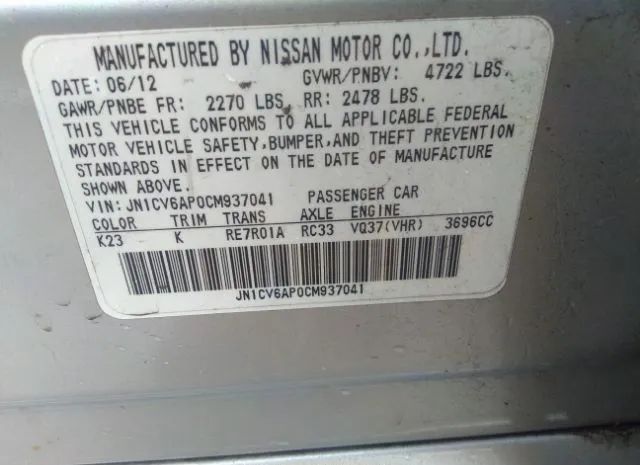 MANUFACTURED BY NISSAN MOTOR CO.,LTD.
DATE: 06/12 GVWR/PNBV: 4722 LBS.
GAWR/PNBE FR: 2270 LBS. RR: 2478 LBS.
THIS VEHICLE CONFORMS TO ALL APPLICABLE FEDERAL
MOTOR VEHICLE SAFETY,BUMPER,AND THEFT PREVENTION
STANDARDS IN EFFECT ON THE DATE OF MANUFACTURE
SHOWN ABOVE.
VIN: JN1CV6AP0CM937041 PASSENGER CAR
COLOR TRIM TRANS AXLE ENGINE
K23 K RE7R01A RC33 VQ37(VHR) 3696CC
JN1CV6AP0CM937041